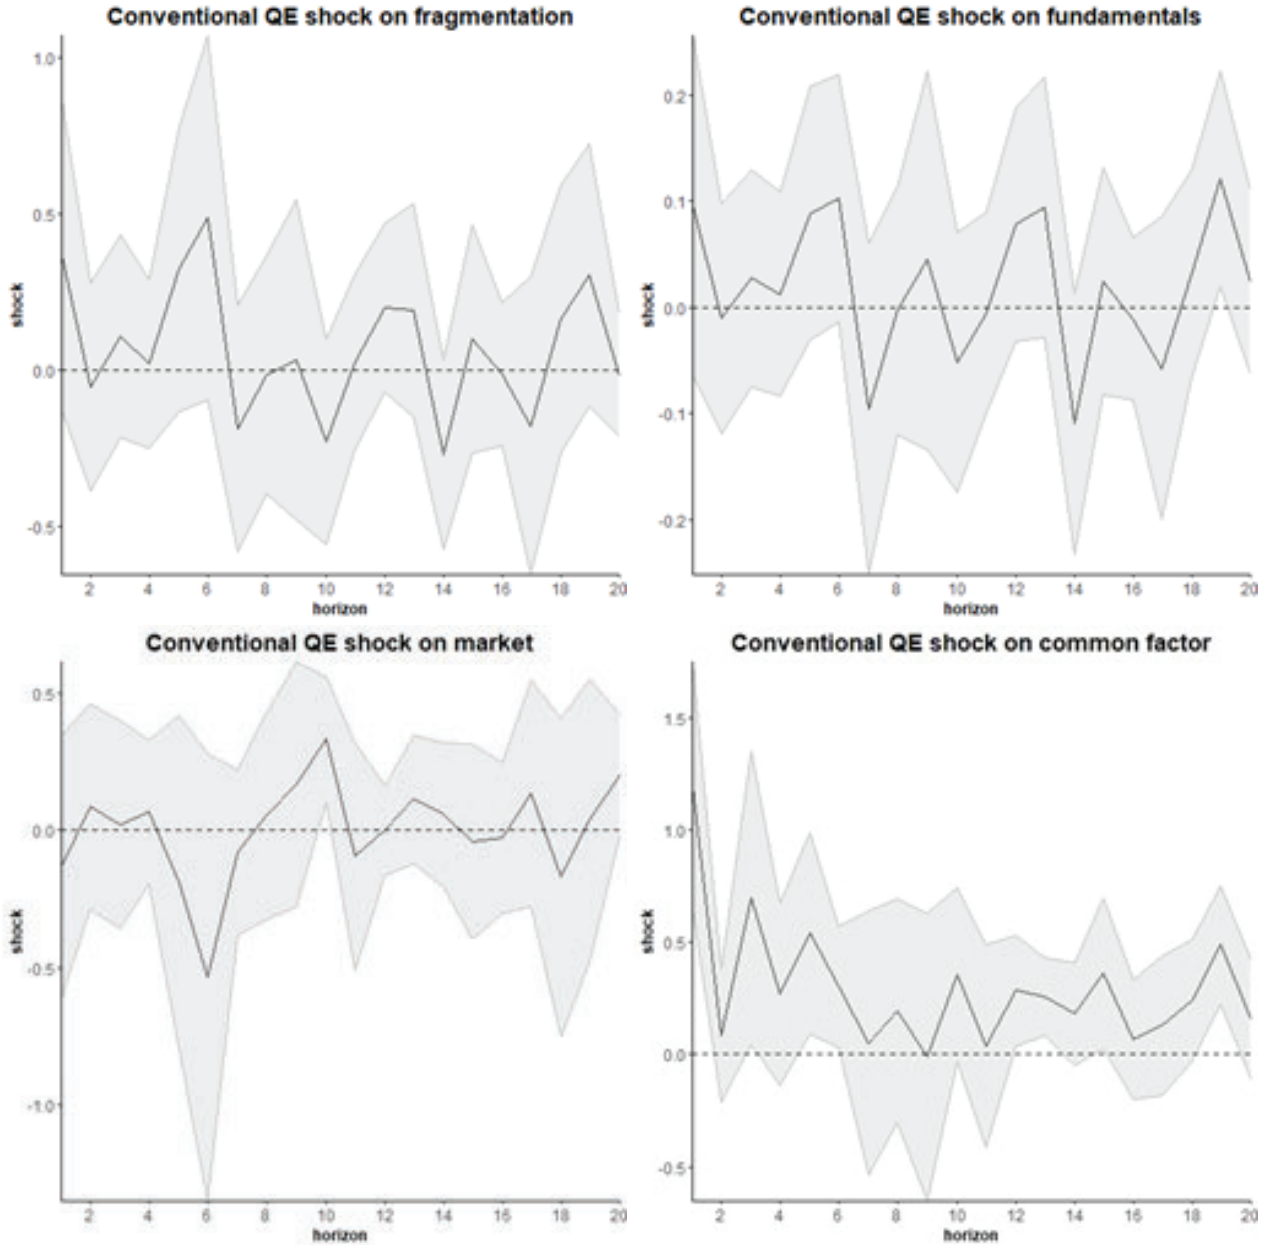 Conventional QE shock on fragmentation
1.0
0.5
0.0
-0.5
shock
2 4 6 8 10 12 14 16 18 20
horizon
Conventional QE shock on fundamentals
0.2
0.1
0.0
-0.1
-0.2
shock
2 4 6 8 10 12 14 16 18 20
horizon
Conventional QE shock on market
0.5
0.0
-0.5
-1.0
shock
2 4 6 8 10 12 14 16 18 20
horizon
Conventional QE shock on common factor
1.5
1.0
0.5
0.0
-0.5
shock
2 4 6 8 10 12 14 16 18 20
horizon